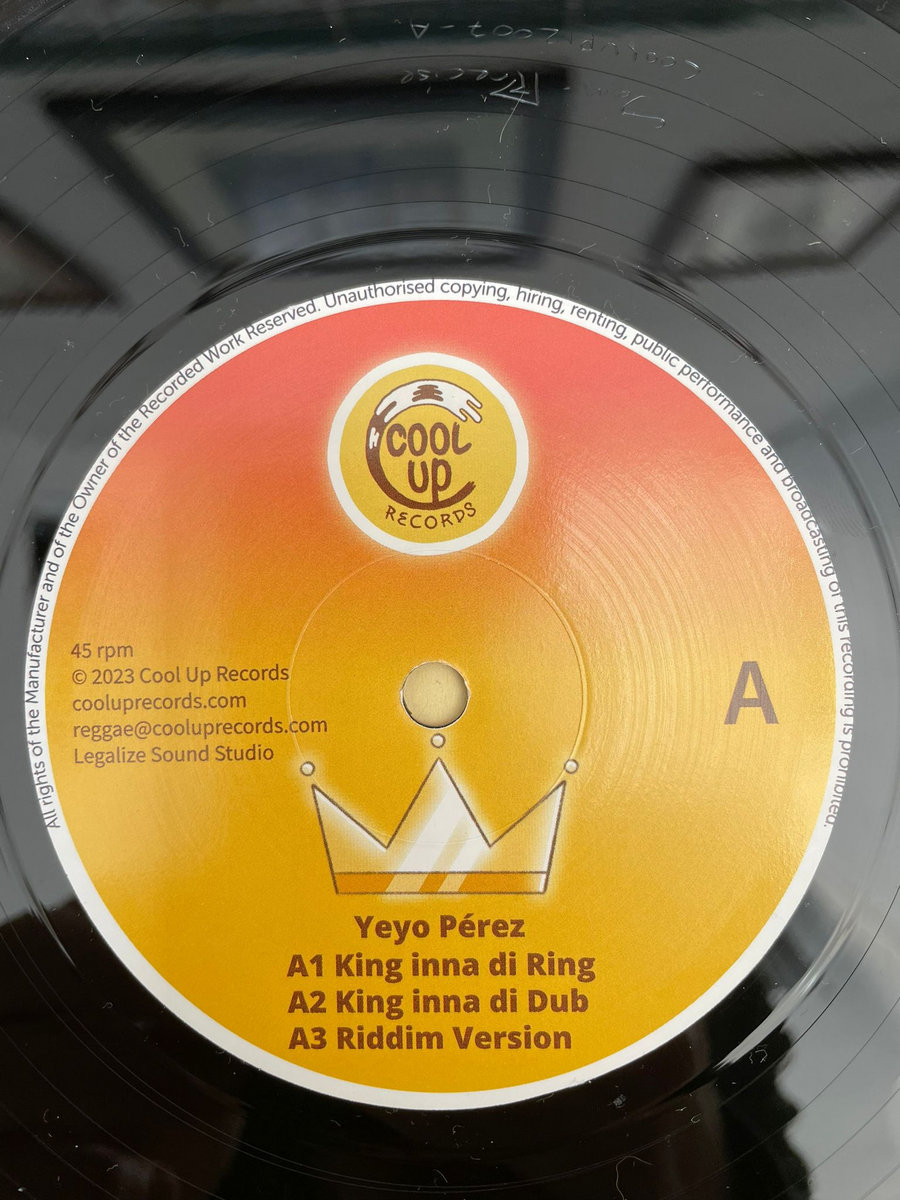 All rights of the Manufacturer and of the Owner of the Recorded Work Reserved. Unauthorised copying, hiring, renting, public performance and broadcasting of this recording is prohibited.
COOL
UP
RECORDS
45 rpm
© 2023 Cool Up Records
cooluprecords.com
reggae@cooluprecords.com
Legalize Sound Studio
A
Yeyo Pérez
A1 King inna di Ring
A2 King inna di Dub
A3 Riddim Version